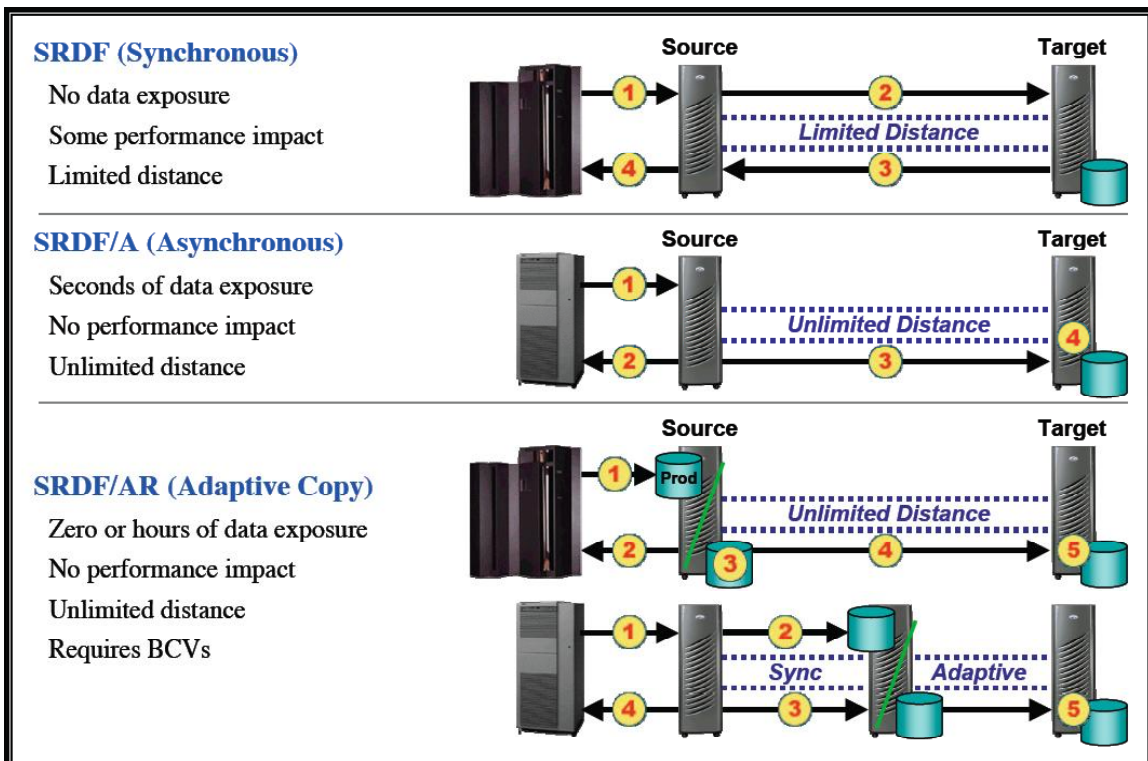 SRDF (Synchronous)
No data exposure
Some performance impact
Limited distance
Source
Target
1
2
Limited Distance
4
3
SRDF/A (Asynchronous)
Seconds of data exposure
No performance impact
Unlimited distance
Source
Target
1
Unlimited Distance
2
3
4
SRDF/AR (Adaptive Copy)
Zero or hours of data exposure
No performance impact
Unlimited distance
Requires BCVs
Source
Target
1
Prod
Unlimited Distance
2
3
4
5
1
2
Sync
Adaptive
4
3
5